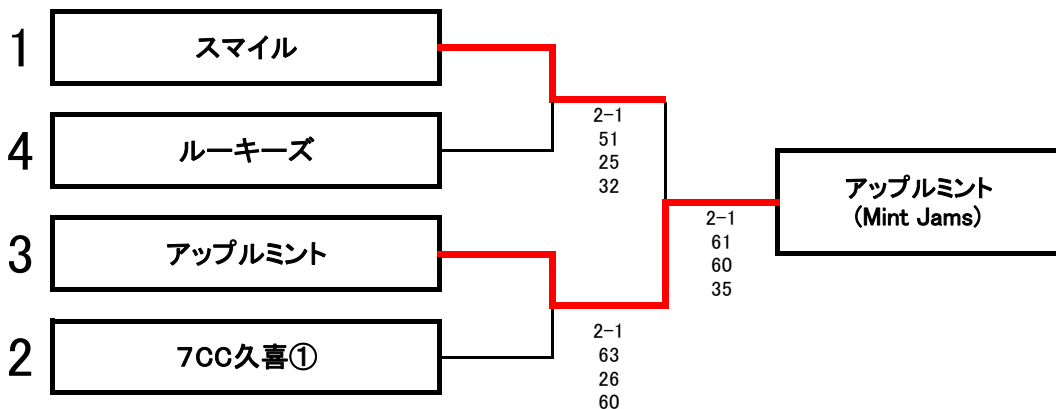 1
スマイル
4
ルーキーズ
2-1
51
25
32
3
アップルミント
2
7CC久喜①
2-1
63
26
60
2-1
61
60
35
アップルミント
(Mint Jams)